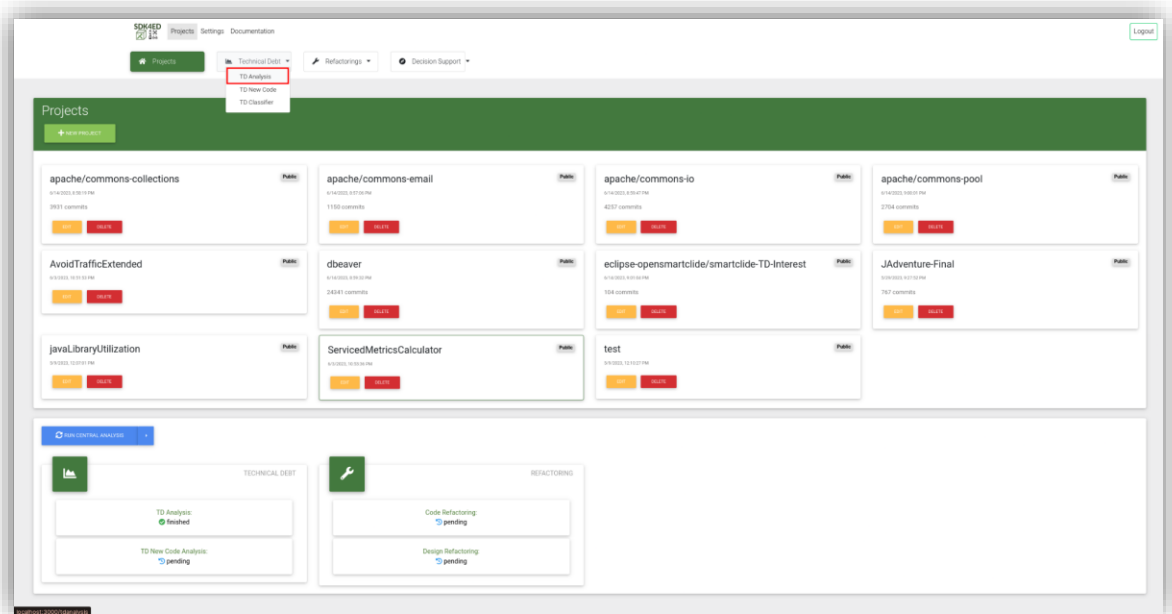 SDK4ED
Projects Settings Documentation
Logout
Projects
Technical Debt
Refactorings
Decision Support
TD Analysis
TD New Code
TD Classifier
Projects
+ NEW PROJECT
apache/commons-collections
Public
3931 commits
EDIT
DELETE
apache/commons-email
Public
1150 commits
EDIT
DELETE
apache/commons-io
Public
4257 commits
EDIT
DELETE
apache/commons-pool
Public
2704 commits
EDIT
DELETE
AvoidTrafficExtended
Public
EDIT
DELETE
dbeaver
Public
24341 commits
EDIT
DELETE
eclipse-opensmartclide/smartclide-TD-Interest
Public
104 commits
EDIT
DELETE
JAdventure-Final
Public
767 commits
EDIT
DELETE
javaLibraryUtilization
Public
EDIT
DELETE
ServicedMetricsCalculator
Public
EDIT
DELETE
test
Public
EDIT
DELETE
RUN CENTRAL ANALYSIS
TECHNICAL DEBT
TD Analysis:
finished
TD New Code Analysis:
pending
REFACTORING
Code Refactoring:
pending
Design Refactoring:
pending
localhost:3000/tdanalysis